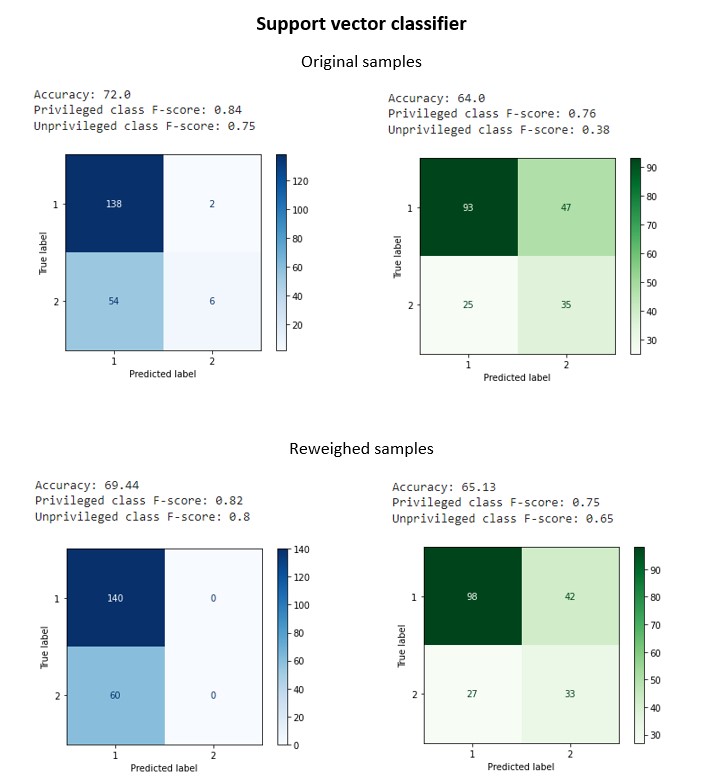 Support vector classifier
Original samples
Accuracy: 72.0
Privileged class F-score: 0.84
Unprivileged class F-score: 0.75
138
2
54
6
1
2
True label
1
2
Predicted label
120
100
80
60
40
20
Accuracy: 64.0
Privileged class F-score: 0.76
Unprivileged class F-score: 0.38
93
47
25
35
1
2
True label
1
2
Predicted label
90
80
70
60
50
40
30
Reweighed samples
Accuracy: 69.44
Privileged class F-score: 0.82
Unprivileged class F-score: 0.8
140
0
60
0
1
2
True label
1
2
Predicted label
140
120
100
80
60
40
20
0
Accuracy: 65.13
Privileged class F-score: 0.75
Unprivileged class F-score: 0.65
98
42
27
33
1
2
True label
1
2
Predicted label
90
80
70
60
50
40
30